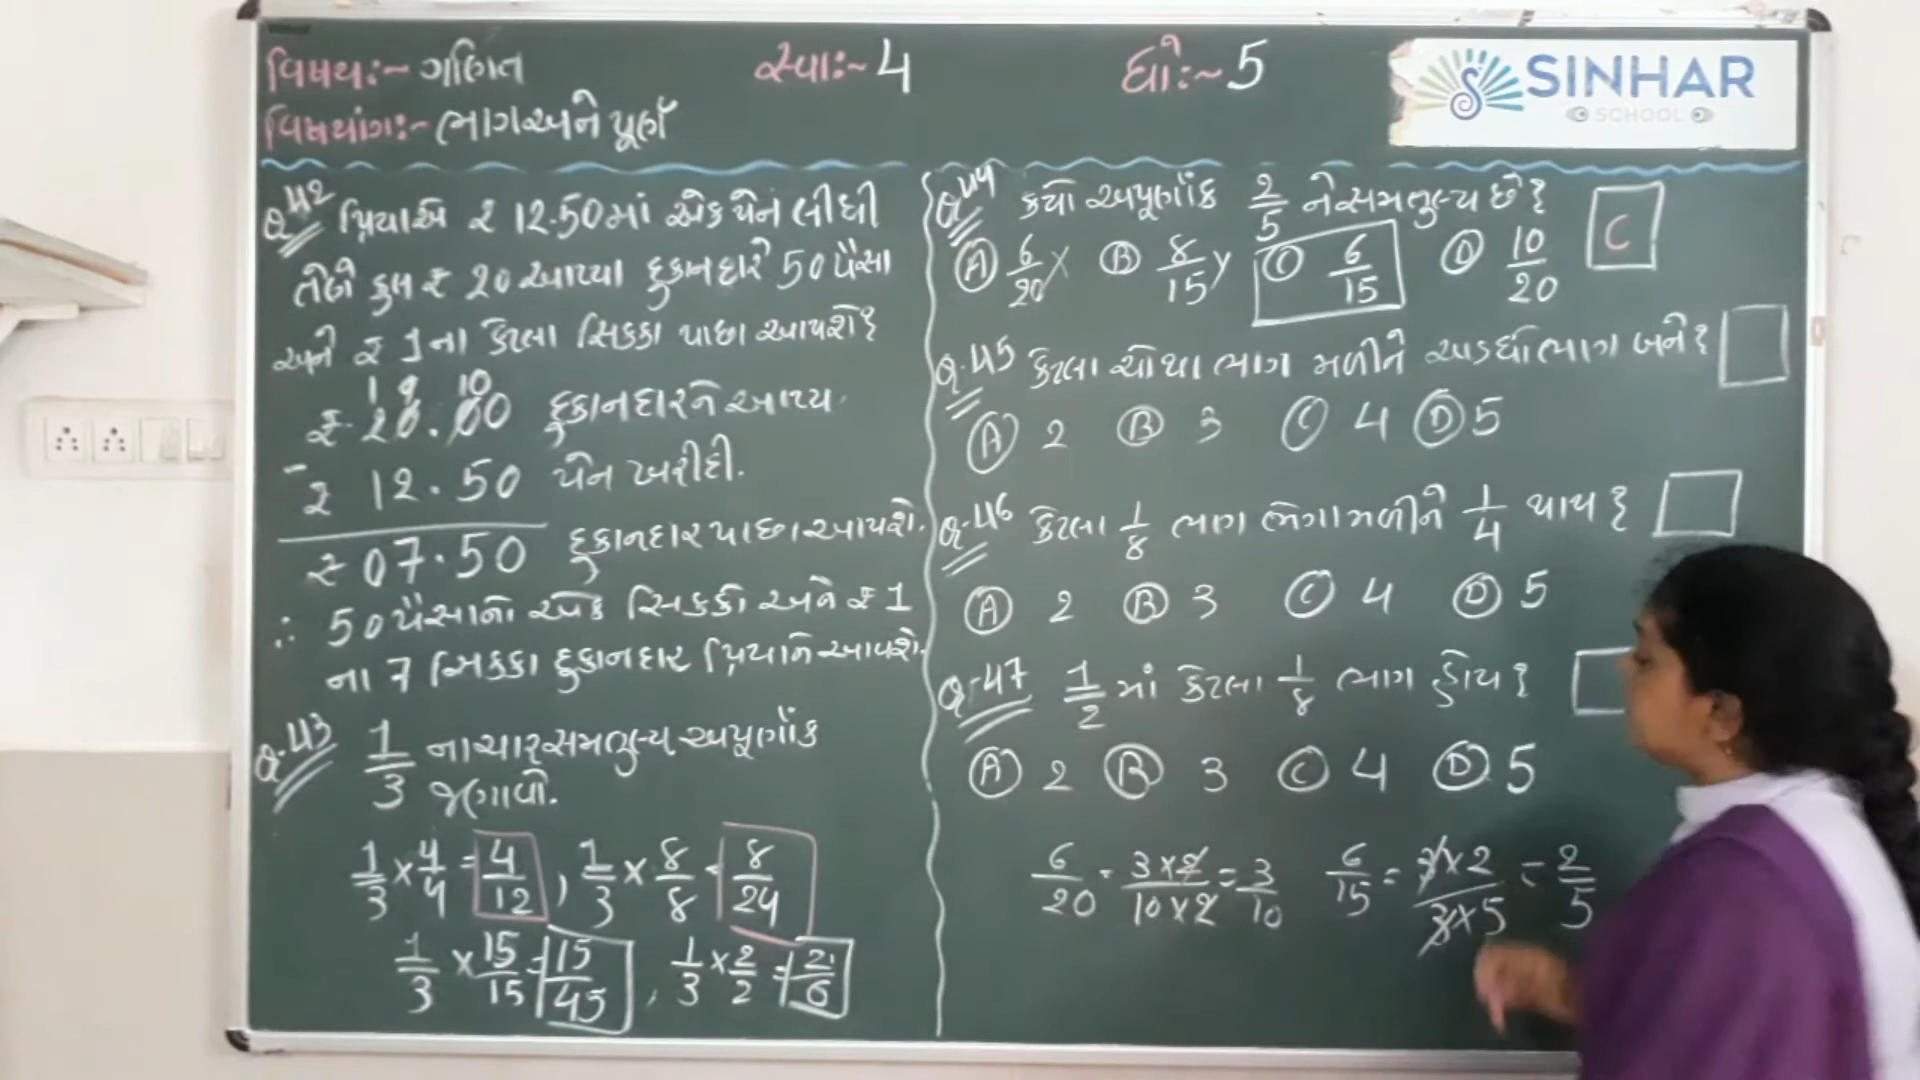 વિષય:- ગણિત
સ્વા:- 4
ધો:- 5
SINHAR
SCHOOL
વિષયાંગ:- ભાગ અને પૂર્ણ
Q.42 પ્રિયાએ ₹ 12.50માં એક પેન લીધી
તેણે કુલ ₹ 20 આપ્યા દુકાનદારે 50 પૈસા
અને ₹ 1ના કેટલા સિક્કા પાછા આપશે?
1 9 10
₹ 20.00 દુકાનદારને આપ્યા.
- ₹ 12.50 પેન ખરીદી.
₹ 07.50 દુકાનદાર પાછા આપશે.
∴ 50 પૈસાનો એક સિક્કો અને ₹ 1
ના 7 સિક્કા દુકાનદાર પ્રિયાને આપશે.
Q.43 1/3 ના ચાર સમતુલ્ય અપૂર્ણાંક
જણાવો.
1/3 × 4/4 = 4/12 , 1/3 × 8/8 = 8/24
1/3 × 15/15 = 15/45 , 1/3 × 2/2 = 2/6
Q.44 કયો અપૂર્ણાંક 2/5 ને સમતુલ્ય છે? C
A 6/20 × B 8/15 × C 6/15 D 10/20
Q.45 કેટલા ચોથા ભાગ મળીને અડધો ભાગ બને?
A 2 B 3 C 4 D 5
Q.46 કેટલા 1/8 ભાગ ભેગા મળીને 1/4 થાય?
A 2 B 3 C 4 D 5
Q.47 1/2 માં કેટલા 1/8 ભાગ હોય?
A 2 B 3 C 4 D 5
6/20 = 3×2/10×2 = 3/10 6/15 = 3×2/3×5 = 2/5